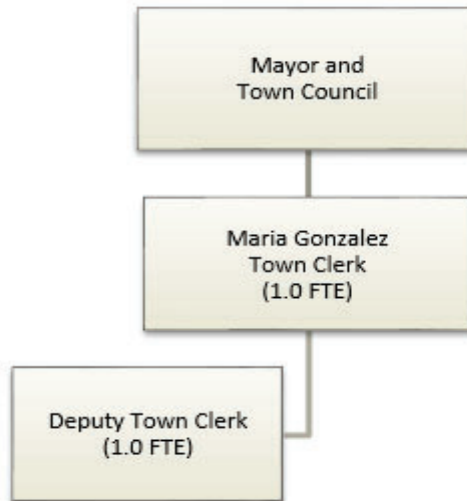 Mayor and
Town Council
Maria Gonzalez
Town Clerk
(1.0 FTE)
Deputy Town Clerk
(1.0 FTE)